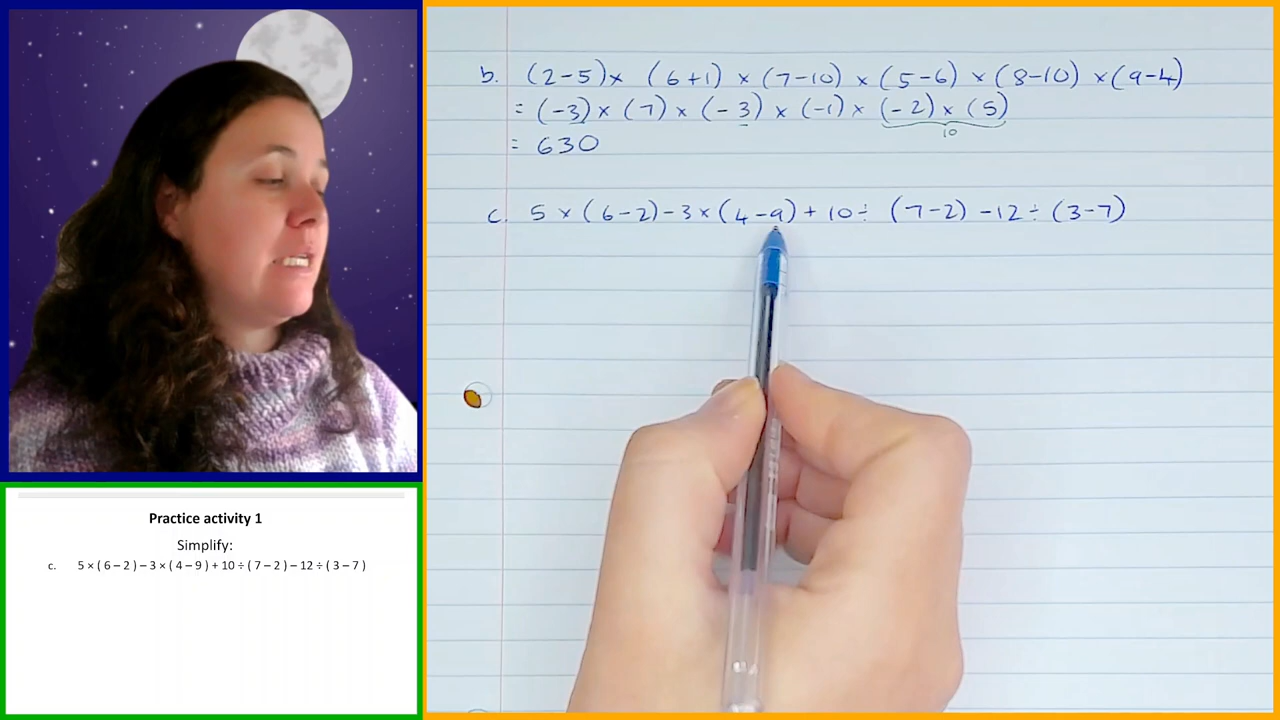 b. (2-5)× (6+1) × (7-10) × (5-6) × (8-10) × (9-4)
= (-3) × (7) × (-3) × (-1) × (-2) × (5)
10
= 630
c. 5 × (6-2) - 3 × (4-9) + 10 ÷ (7-2) - 12 ÷ (3-7)
Practice activity 1
Simplify:
c. 5 × ( 6 – 2 ) – 3 × ( 4 – 9 ) + 10 ÷ ( 7 – 2 ) – 12 ÷ ( 3 – 7 )